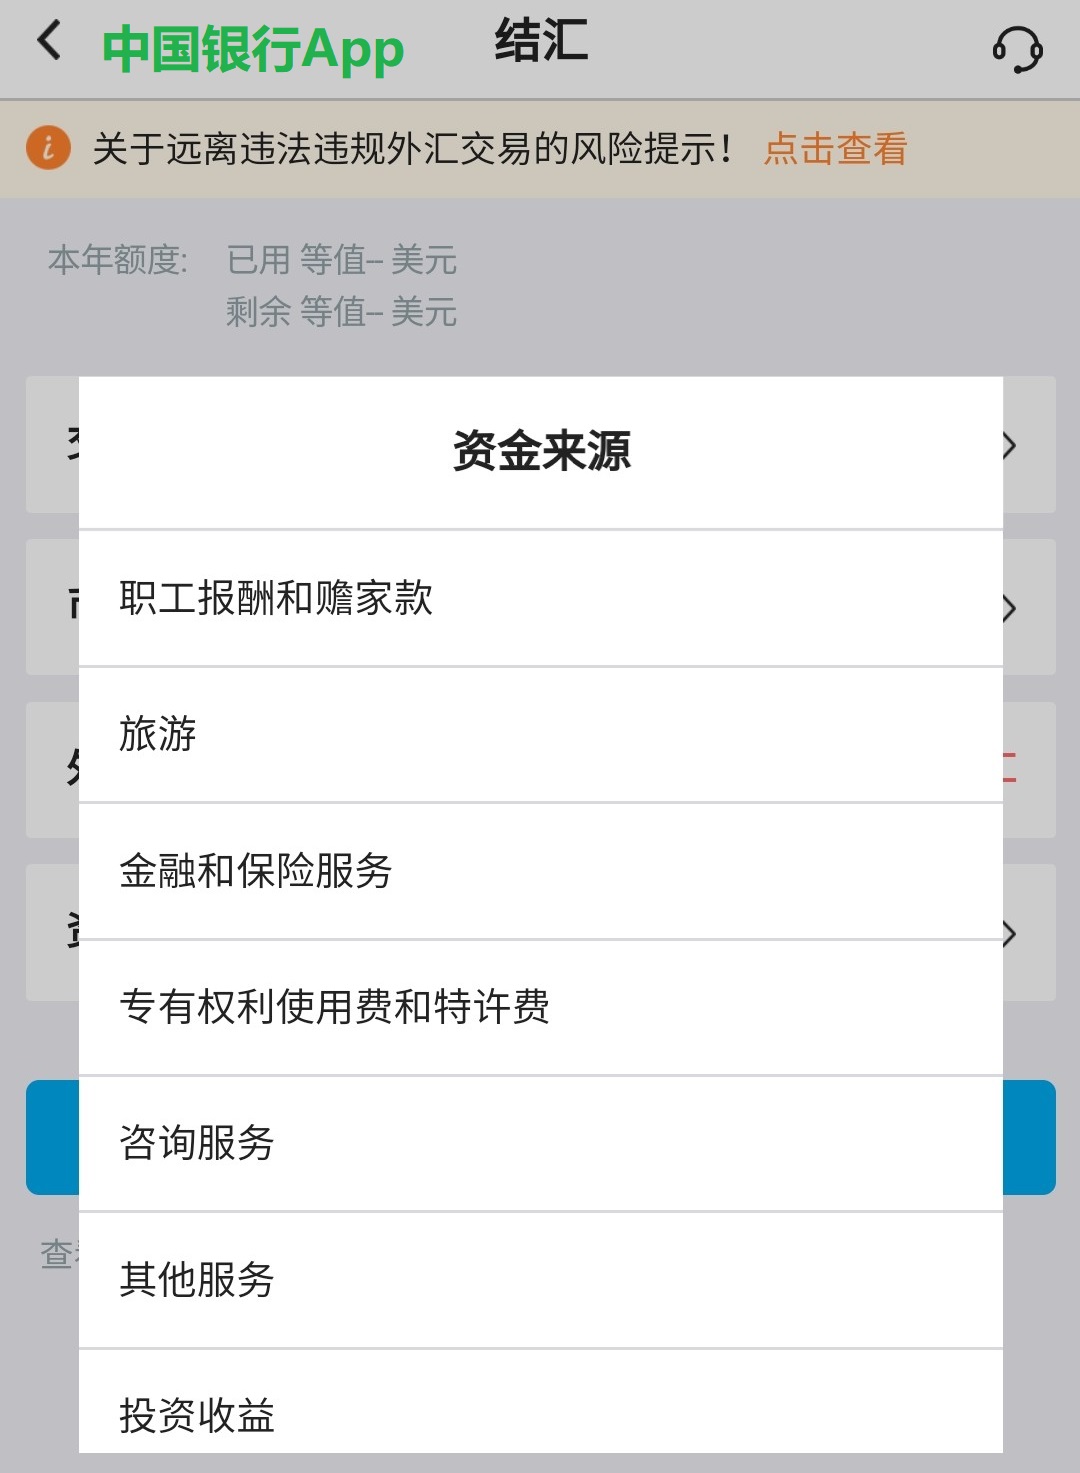 中国银行App 结汇
关于远离违法违规外汇交易的风险提示！ 点击查看
本年额度: 已用 等值-- 美元
剩余 等值-- 美元
资金来源
职工报酬和赡家款
旅游
金融和保险服务
专有权利使用费和特许费
咨询服务
其他服务
投资收益
查